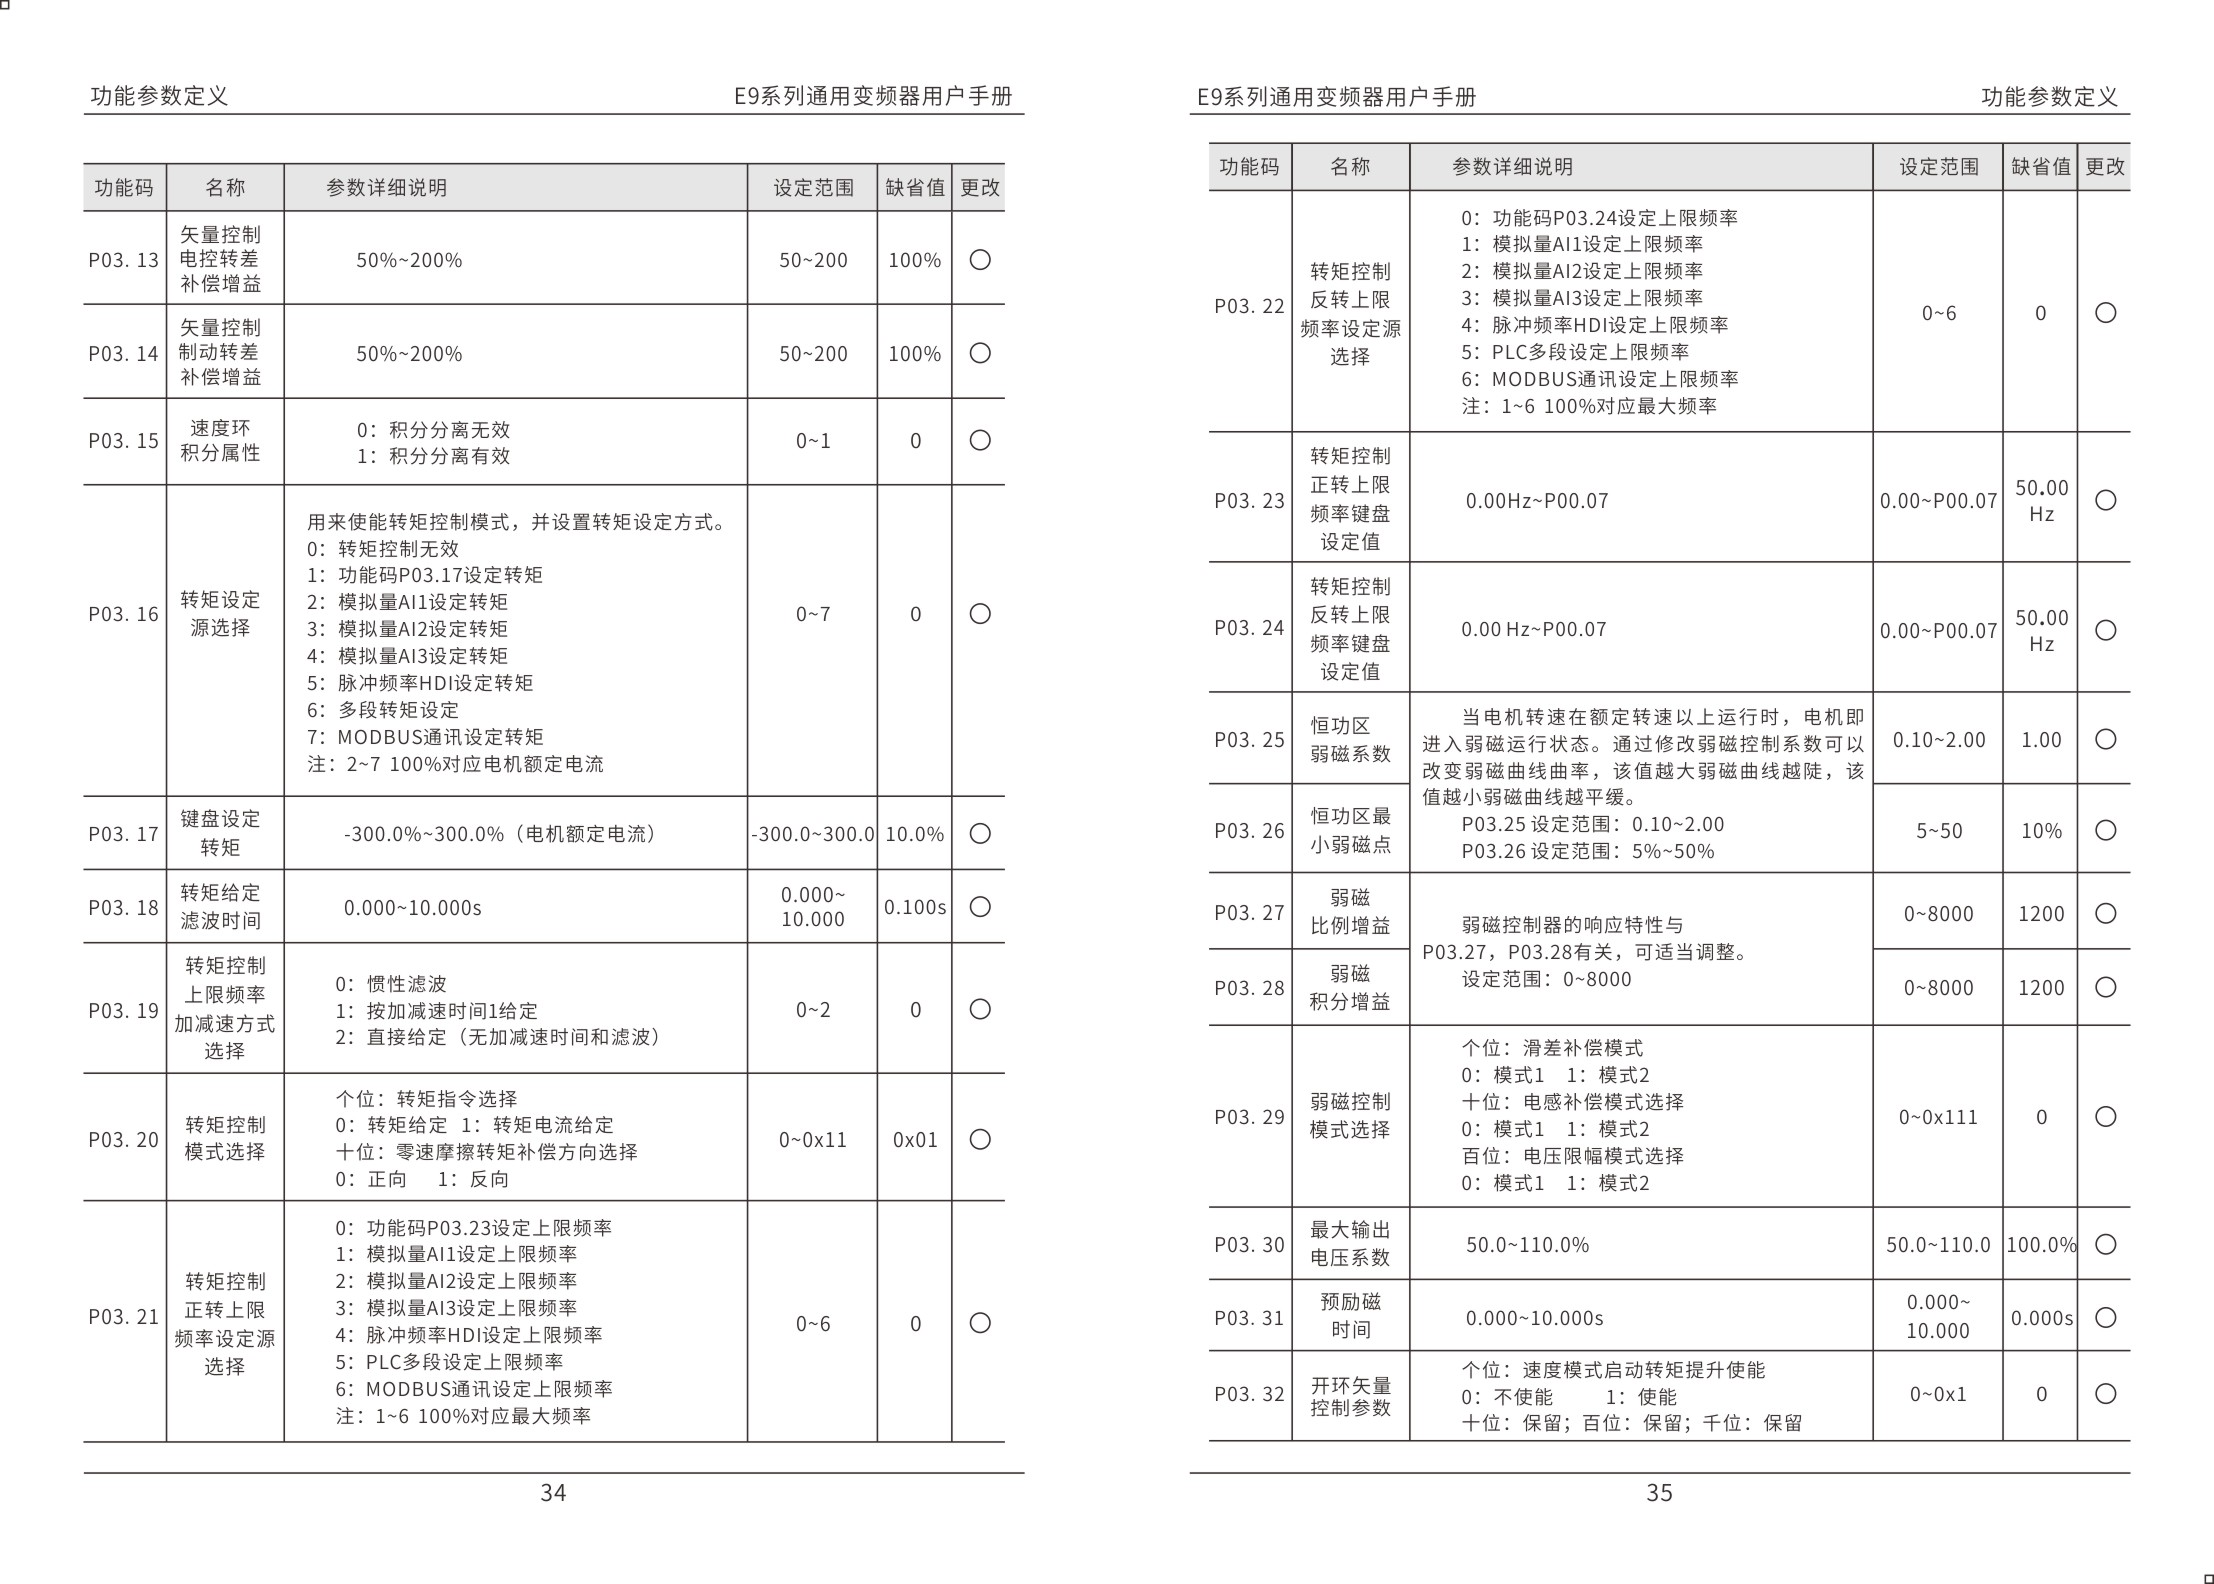 功能参数定义
E9系列通用变频器用户手册
功能码 名称 参数详细说明 设定范围 缺省值 更改
P03. 13
矢量控制
电控转差
补偿增益
50%~200%
50~200
100%
○
P03. 14
矢量控制
制动转差
补偿增益
50%~200%
50~200
100%
○
P03. 15
速度环
积分属性
0：积分分离无效
1：积分分离有效
0~1
0
○
P03. 16
转矩设定
源选择
用来使能转矩控制模式，并设置转矩设定方式。
0：转矩控制无效
1：功能码P03.17设定转矩
2：模拟量AI1设定转矩
3：模拟量AI2设定转矩
4：模拟量AI3设定转矩
5：脉冲频率HDI设定转矩
6：多段转矩设定
7：MODBUS通讯设定转矩
注：2~7 100%对应电机额定电流
0~7
0
○
P03. 17
键盘设定
转矩
-300.0%~300.0%（电机额定电流）
-300.0~300.0
10.0%
○
P03. 18
转矩给定
滤波时间
0.000~10.000s
0.000~
10.000
0.100s
○
P03. 19
转矩控制
上限频率
加减速方式
选择
0：惯性滤波
1：按加减速时间1给定
2：直接给定（无加减速时间和滤波）
0~2
0
○
P03. 20
转矩控制
模式选择
个位：转矩指令选择
0：转矩给定 1：转矩电流给定
十位：零速摩擦转矩补偿方向选择
0：正向 1：反向
0~0x11
0x01
○
P03. 21
转矩控制
正转上限
频率设定源
选择
0：功能码P03.23设定上限频率
1：模拟量AI1设定上限频率
2：模拟量AI2设定上限频率
3：模拟量AI3设定上限频率
4：脉冲频率HDI设定上限频率
5：PLC多段设定上限频率
6：MODBUS通讯设定上限频率
注：1~6 100%对应最大频率
0~6
0
○
34
E9系列通用变频器用户手册
功能参数定义
功能码 名称 参数详细说明 设定范围 缺省值 更改
P03. 22
转矩控制
反转上限
频率设定源
选择
0：功能码P03.24设定上限频率
1：模拟量AI1设定上限频率
2：模拟量AI2设定上限频率
3：模拟量AI3设定上限频率
4：脉冲频率HDI设定上限频率
5：PLC多段设定上限频率
6：MODBUS通讯设定上限频率
注：1~6 100%对应最大频率
0~6
0
○
P03. 23
转矩控制
正转上限
频率键盘
设定值
0.00Hz~P00.07
0.00~P00.07
50.00
Hz
○
P03. 24
转矩控制
反转上限
频率键盘
设定值
0.00 Hz~P00.07
0.00~P00.07
50.00
Hz
○
P03. 25
恒功区
弱磁系数
当电机转速在额定转速以上运行时，电机即
进入弱磁运行状态。通过修改弱磁控制系数可以
改变弱磁曲线曲率，该值越大弱磁曲线越陡，该
值越小弱磁曲线越平缓。
P03.25 设定范围：0.10~2.00
P03.26 设定范围：5%~50%
0.10~2.00
1.00
○
P03. 26
恒功区最
小弱磁点
5~50
10%
○
P03. 27
弱磁
比例增益
弱磁控制器的响应特性与
P03.27，P03.28有关，可适当调整。
设定范围：0~8000
0~8000
1200
○
P03. 28
弱磁
积分增益
0~8000
1200
○
P03. 29
弱磁控制
模式选择
个位：滑差补偿模式
0：模式1 1：模式2
十位：电感补偿模式选择
0：模式1 1：模式2
百位：电压限幅模式选择
0：模式1 1：模式2
0~0x111
0
○
P03. 30
最大输出
电压系数
50.0~110.0%
50.0~110.0
100.0%
○
P03. 31
预励磁
时间
0.000~10.000s
0.000~
10.000
0.000s
○
P03. 32
开环矢量
控制参数
个位：速度模式启动转矩提升使能
0：不使能 1：使能
十位：保留；百位：保留；千位：保留
0~0x1
0
○
35